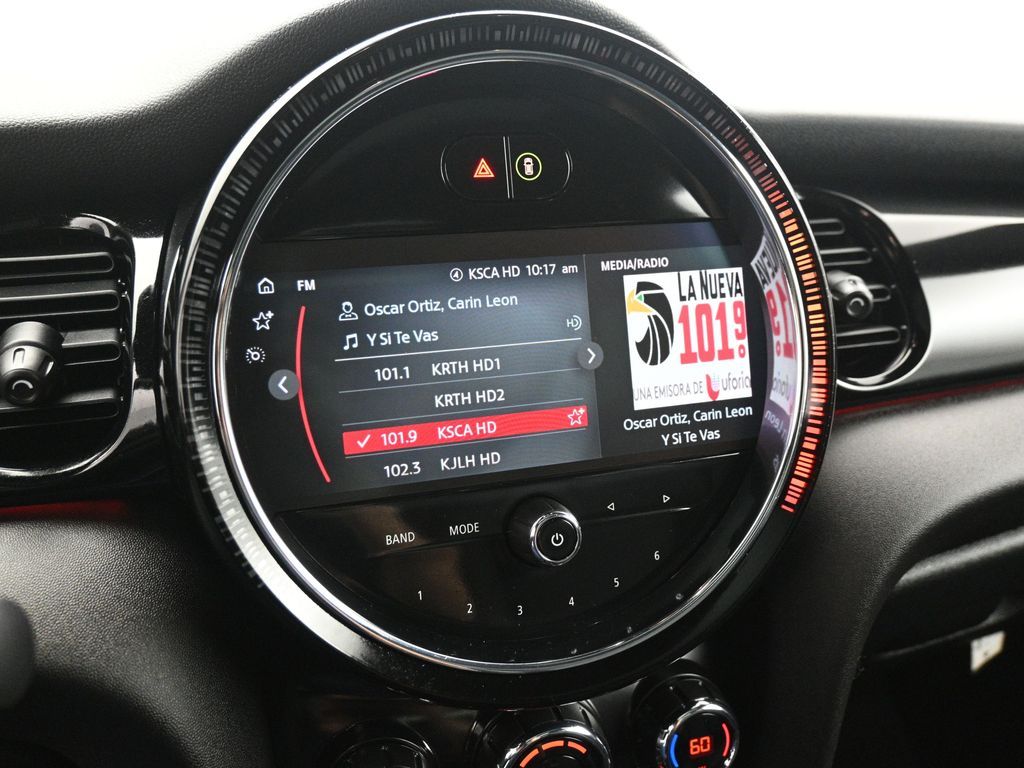 KSCA HD 10:17 am
FM
MEDIA/RADIO
Oscar Ortiz, Carin Leon
Y Si Te Vas
HD
101.1 KRTH HD1
KRTH HD2
101.9 KSCA HD
102.3 KJLH HD
LA NUEVA
101.9
UNA EMISORA DE uforia
Oscar Ortiz, Carin Leon
Y Si Te Vas
BAND
MODE
1
2
3
4
5
6
60